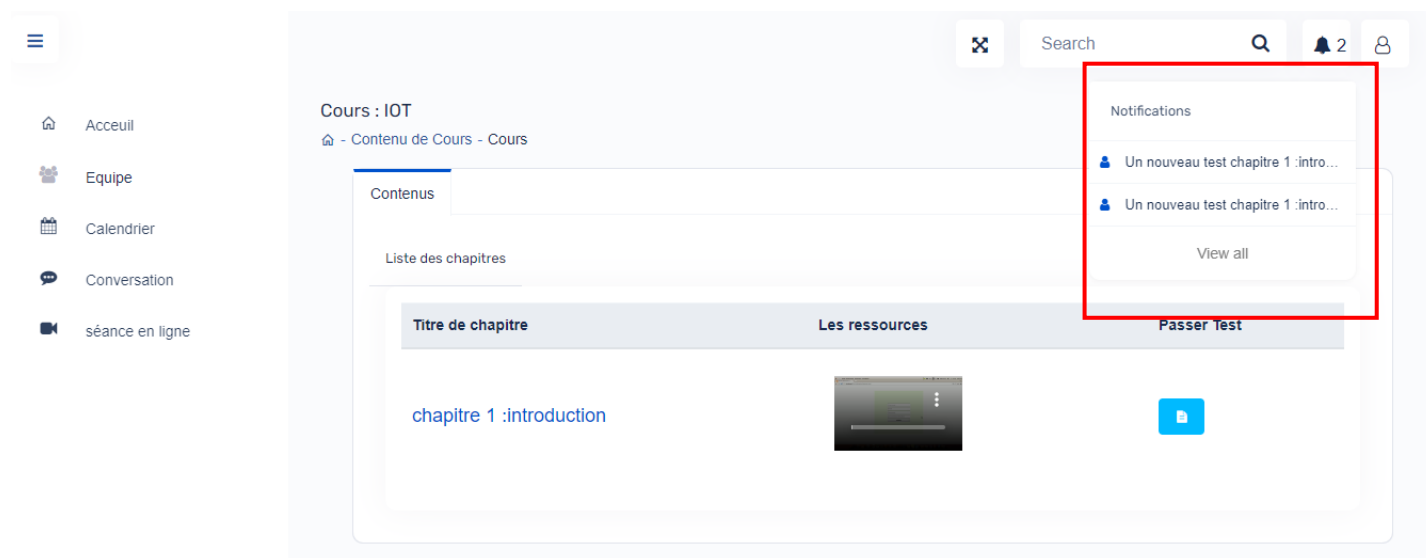 Search
2
Cours : IOT
- Contenu de Cours - Cours
Acceuil
Equipe
Calendrier
Conversation
séance en ligne
Notifications
Un nouveau test chapitre 1 :intro...
Un nouveau test chapitre 1 :intro...
View all
Contenus
Liste des chapitres
Titre de chapitre Les ressources Passer Test
chapitre 1 :introduction